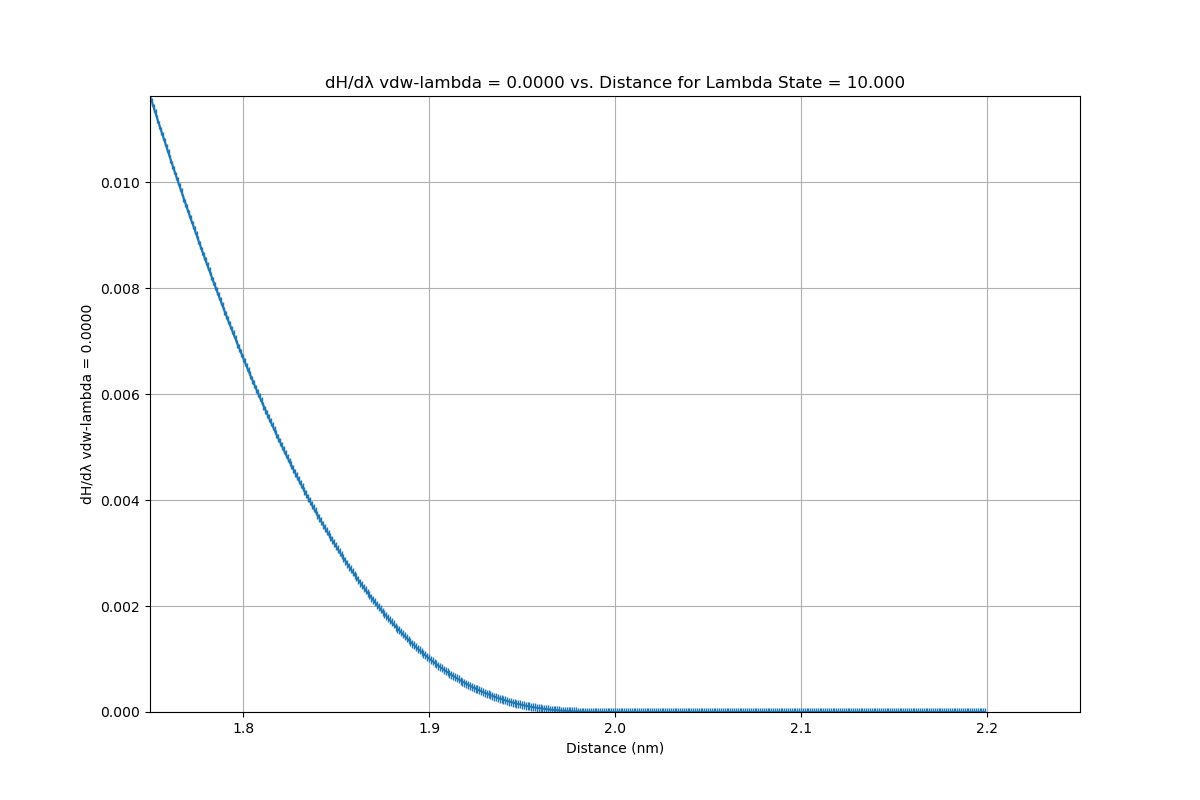 dH/dλ vdw-lambda = 0.0000 vs. Distance for Lambda State = 10.000
dH/dλ vdw-lambda = 0.0000
0.010
0.008
0.006
0.004
0.002
0.000
1.8 1.9 2.0 2.1 2.2
Distance (nm)